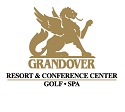 GRANDOVER
RESORT & CONFERENCE CENTER
GOLF • SPA